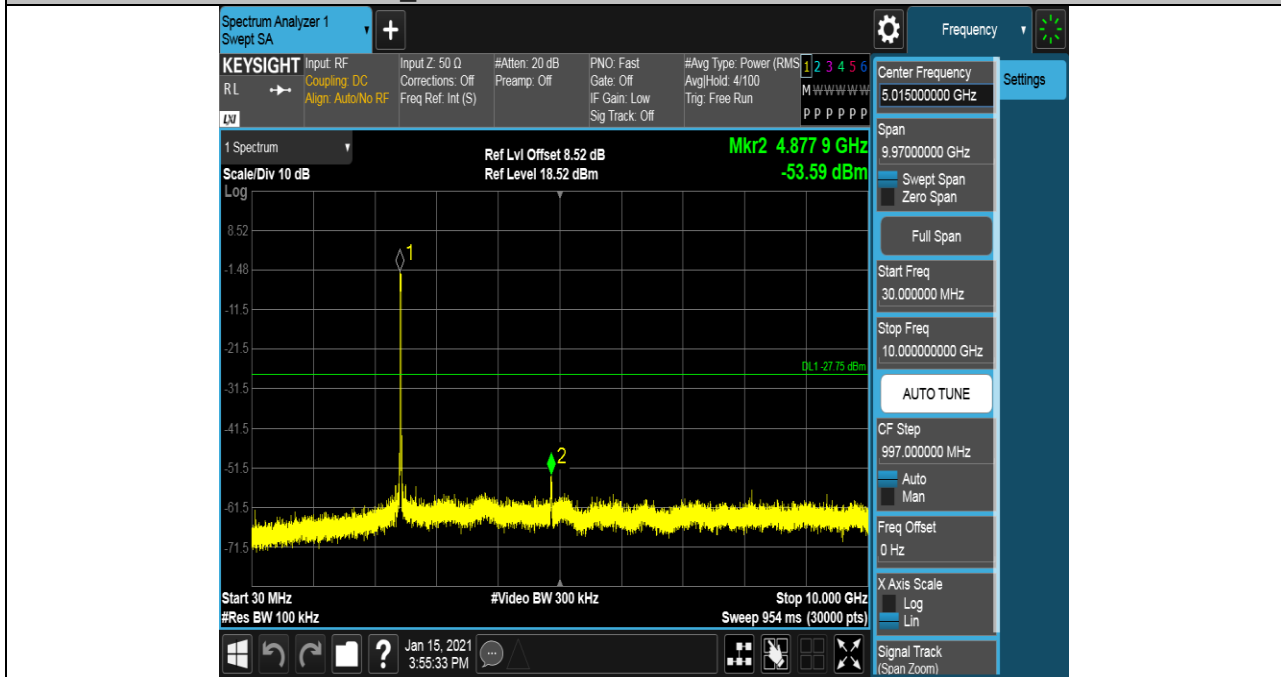 Spectrum Analyzer 1
Swept SA
Frequency
KEYSIGHT
RL
LXI
Input: RF
Coupling: DC
Align: Auto/No RF
Input Z: 50 Ω
Corrections: Off
Freq Ref: Int (S)
#Atten: 20 dB
Preamp: Off
PNO: Fast
Gate: Off
IF Gain: Low
Sig Track: Off
#Avg Type: Power (RMS
Avg|Hold: 4/100
Trig: Free Run
1 2 3 4 5 6
M W W W W W
P P P P P P
1 Spectrum
Scale/Div 10 dB
Ref Lvl Offset 8.52 dB
Ref Level 18.52 dBm
Mkr2 4.877 9 GHz
-53.59 dBm
Log
8.52
-1.48
-11.5
-21.5
-31.5
-41.5
-51.5
-61.5
-71.5
1
2
DL1 -27.75 dBm
Start 30 MHz
#Res BW 100 kHz
#Video BW 300 kHz
Stop 10.000 GHz
Sweep 954 ms (30000 pts)
Jan 15, 2021
3:55:33 PM
Center Frequency
5.015000000 GHz
Settings
Span
9.97000000 GHz
Swept Span
Zero Span
Full Span
Start Freq
30.000000 MHz
Stop Freq
10.000000000 GHz
AUTO TUNE
CF Step
997.000000 MHz
Auto
Man
Freq Offset
0 Hz
X Axis Scale
Log
Lin
Signal Track
(Span Zoom)